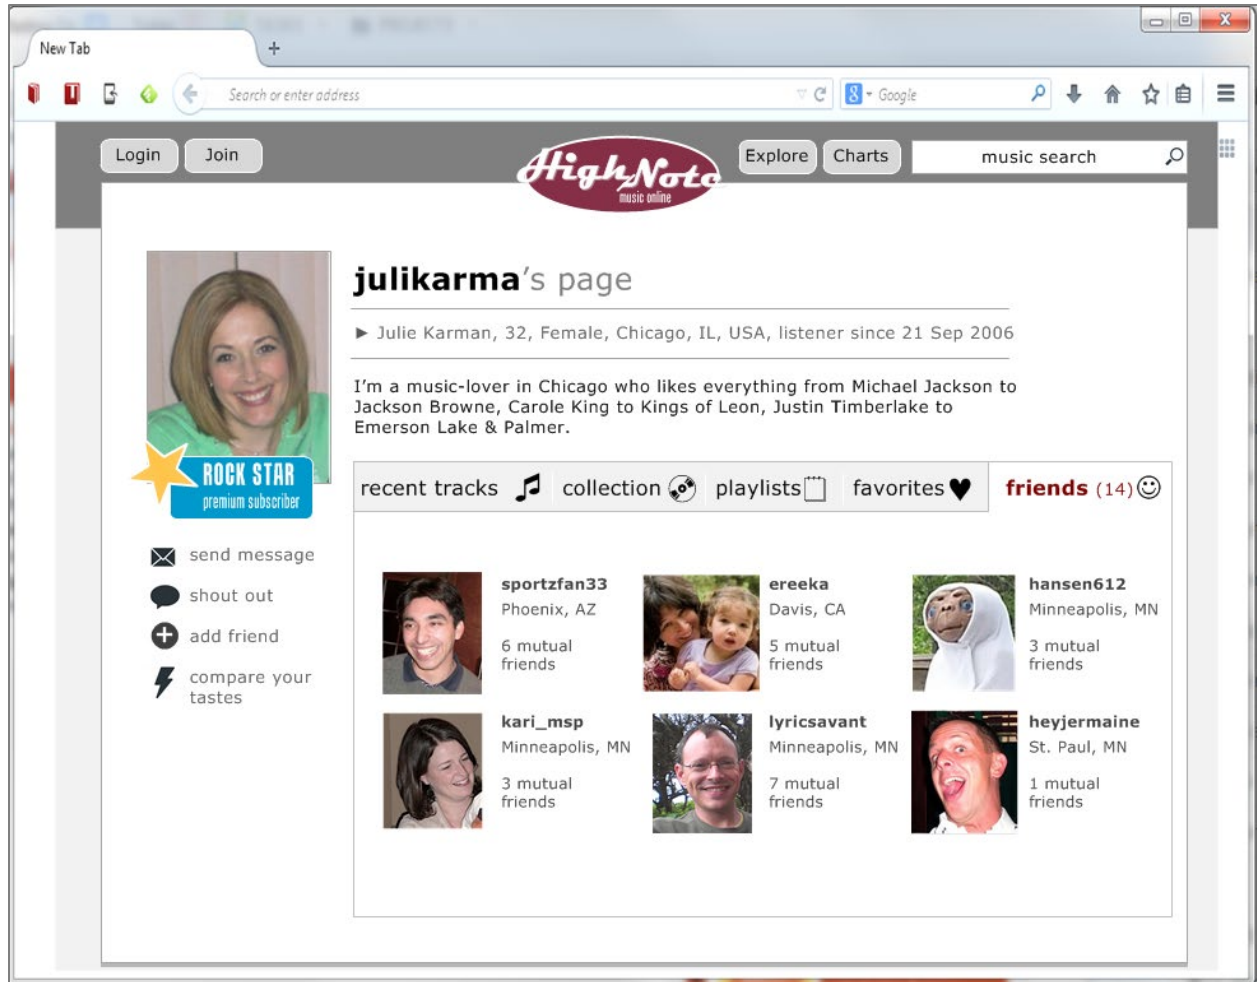 New Tab
+
Search or enter address
8 Google
Login
Join
HighNote
music online
Explore
Charts
music search
julikarma's page
► Julie Karman, 32, Female, Chicago, IL, USA, listener since 21 Sep 2006
I'm a music-lover in Chicago who likes everything from Michael Jackson to
Jackson Browne, Carole King to Kings of Leon, Justin Timberlake to
Emerson Lake & Palmer.
ROCK STAR
premium subscriber
send message
shout out
add friend
compare your
tastes
recent tracks collection playlists favorites friends (14)
sportzfan33
Phoenix, AZ
6 mutual
friends
ereeka
Davis, CA
5 mutual
friends
hansen612
Minneapolis, MN
3 mutual
friends
kari_msp
Minneapolis, MN
3 mutual
friends
lyricsavant
Minneapolis, MN
7 mutual
friends
heyjermaine
St. Paul, MN
1 mutual
friends